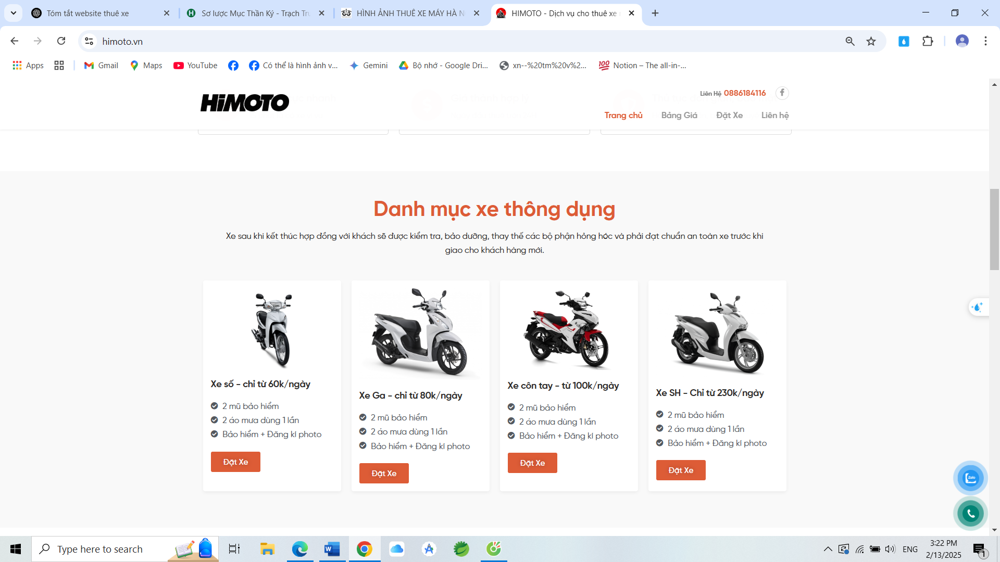 Tóm tắt website thuê xe
Sơ lược Mục Thần Ký - Trạch Trư
HÌNH ẢNH THUÊ XE MÁY HÀ N
HIMOTO - Dịch vụ cho thuê xe
himoto.vn
Apps
Gmail
Maps
YouTube
Có thể là hình ảnh v...
Gemini
Bộ nhớ - Google Dri...
xn--%20tm%20v%2...
100
Notion – The all-in-...
HiMOTO
Liên Hệ 0886184116
Trang chủ
Bảng Giá
Đặt Xe
Liên hệ
Danh mục xe thông dụng
Xe sau khi kết thúc hợp đồng với khách sẽ được kiểm tra, bảo dưỡng, thay thế các bộ phận hỏng hóc và phải đạt chuẩn an toàn xe trước khi
giao cho khách hàng mới.
Xe số - chỉ từ 60k/ngày
2 mũ bảo hiểm
2 áo mưa dùng 1 lần
Bảo hiểm + Đăng kí photo
Đặt Xe
Xe Ga - chỉ từ 80k/ngày
2 mũ bảo hiểm
2 áo mưa dùng 1 lần
Bảo hiểm + Đăng kí photo
Đặt Xe
Xe côn tay - từ 100k/ngày
2 mũ bảo hiểm
2 áo mưa dùng 1 lần
Bảo hiểm + Đăng kí photo
Đặt Xe
Xe SH - Chỉ từ 230k/ngày
2 mũ bảo hiểm
2 áo mưa dùng 1 lần
Bảo hiểm + Đăng kí photo
Đặt Xe
Zalo
Type here to search
ENG
3:22 PM
2/13/2025
1